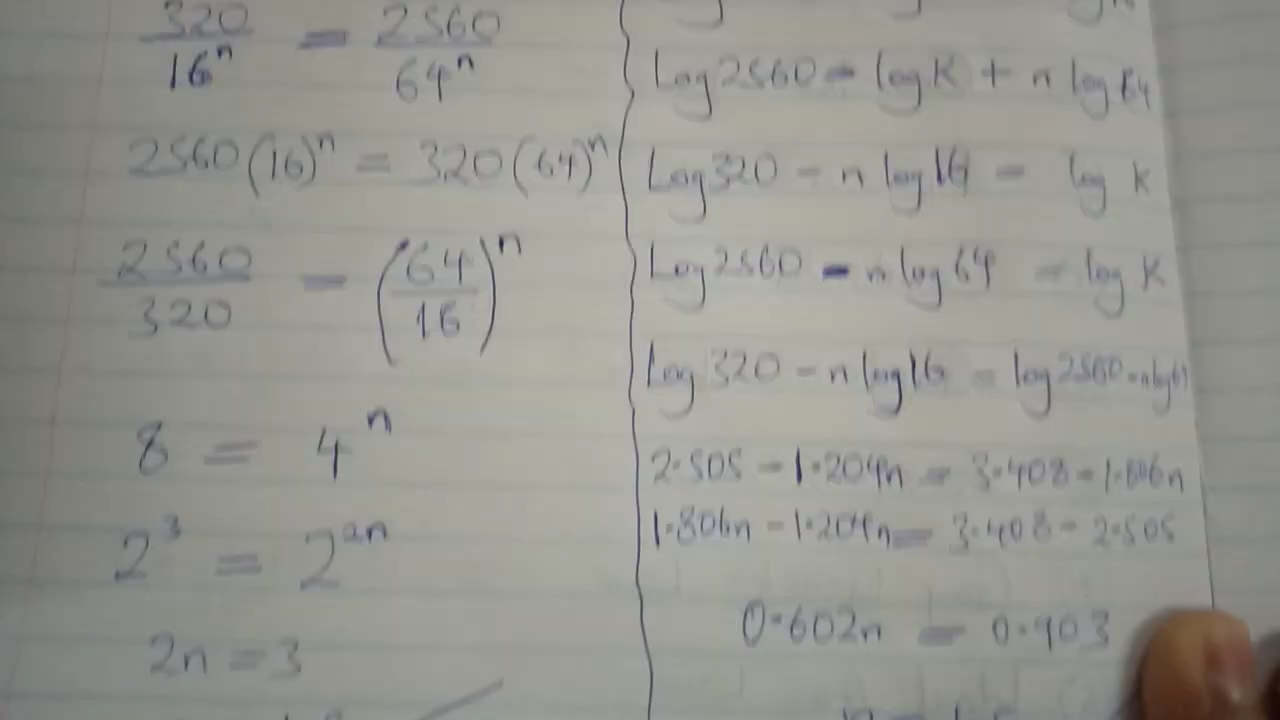 320/16^n = 2560/64^n
2560(16)^n = 320(64)^n
2560/320 = (64/16)^n
8 = 4^n
2^3 = 2^2n
2n = 3
Log 2560 = log K + n log 64
Log 320 - n log 16 = log K
Log 2560 - n log 64 = log K
Log 320 - n log 16 = log 2560 - n log 64
2.505 - 1.204n = 3.408 - 1.806n
1.806n - 1.204n = 3.408 - 2.505
0.602n = 0.903